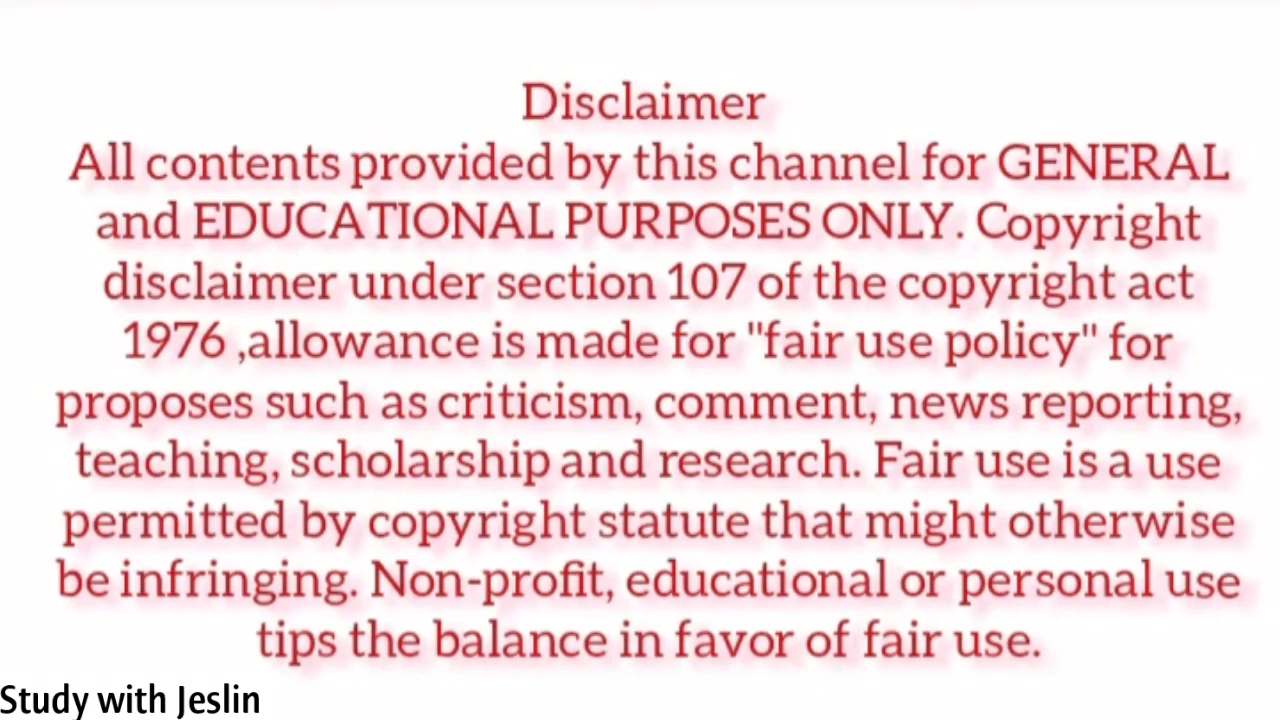 Disclaimer
All contents provided by this channel for GENERAL
and EDUCATIONAL PURPOSES ONLY. Copyright
disclaimer under section 107 of the copyright act
1976 ,allowance is made for "fair use policy" for
proposes such as criticism, comment, news reporting,
teaching, scholarship and research. Fair use is a use
permitted by copyright statute that might otherwise
be infringing. Non-profit, educational or personal use
tips the balance in favor of fair use.
Study with Jeslin